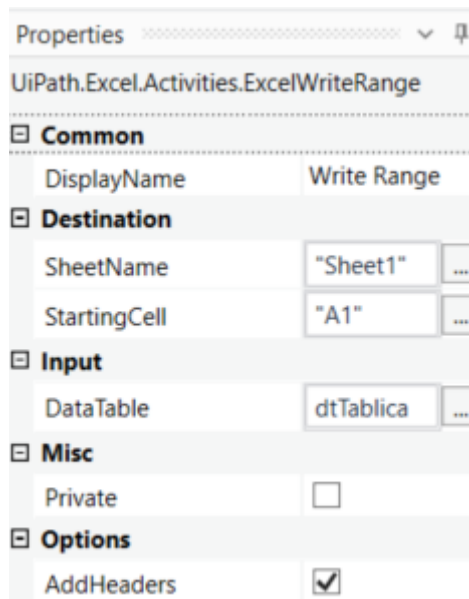 Properties
UiPath.Excel.Activities.ExcelWriteRange
Common
DisplayName Write Range
Destination
SheetName "Sheet1" ...
StartingCell "A1" ...
Input
DataTable dtTablica ...
Misc
Private
Options
AddHeaders